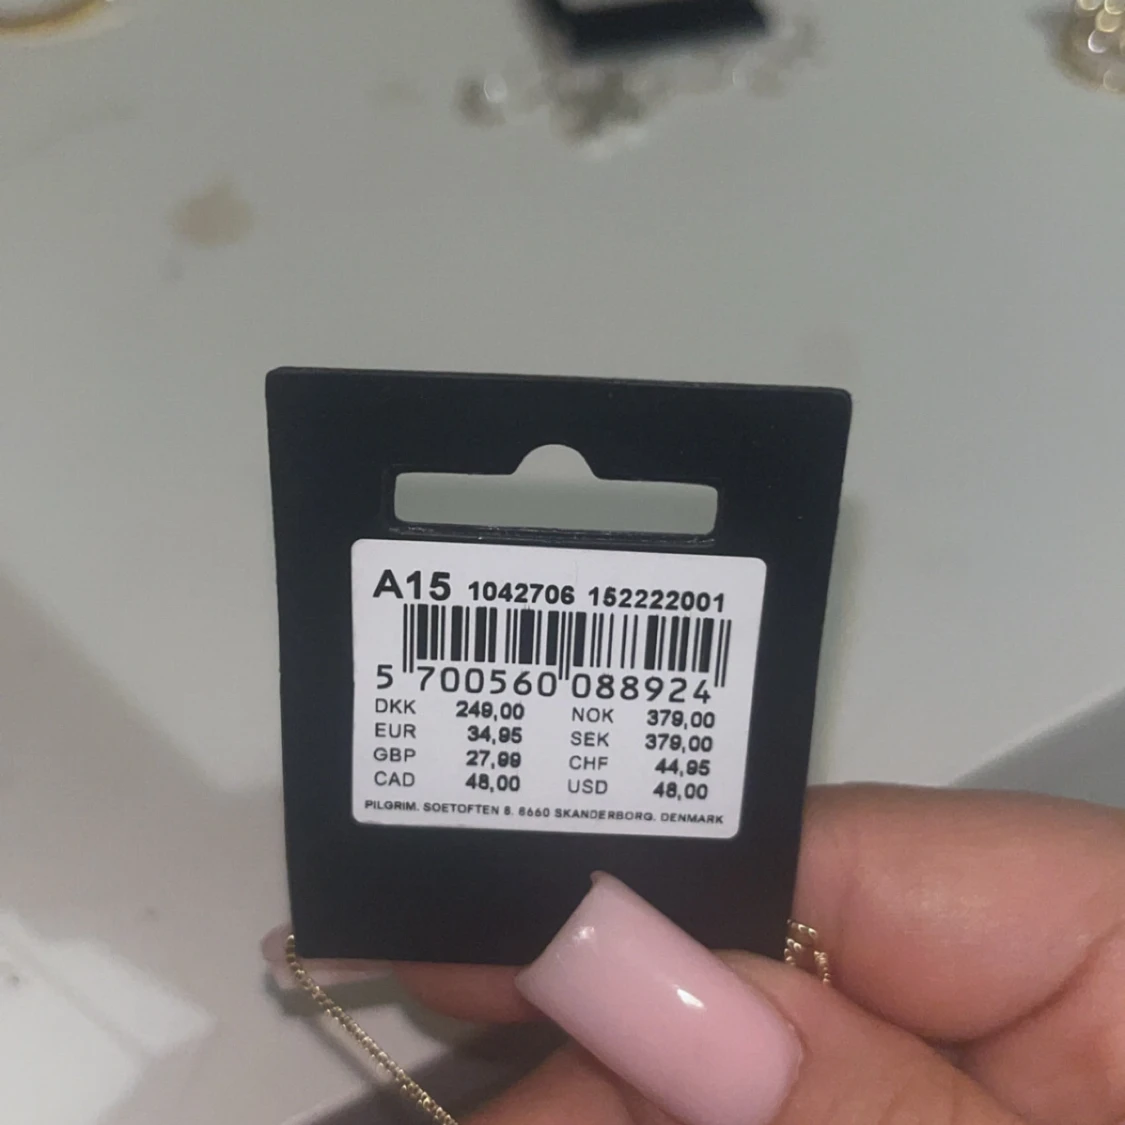 A15 1042706 152222001
5 700560 088924
DKK 249,00 NOK 379,00
EUR 34,95 SEK 379,00
GBP 27,99 CHF 44,95
CAD 48,00 USD 48,00
PILGRIM. SOETOFTEN 8. 8660 SKANDERBORG. DENMARK